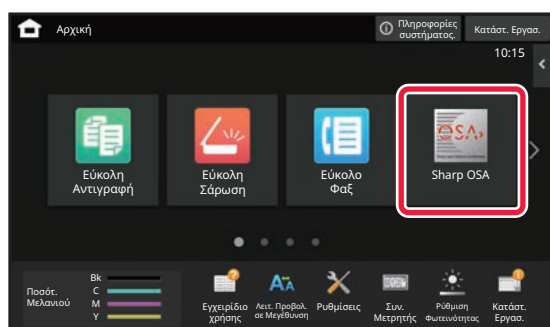 Αρχική
Πληροφορίες
συστήματος.
Κατάστ. Εργασ.
10:15
Εύκολη
Αντιγραφή
Εύκολη
Σάρωση
Εύκολο
Φαξ
OSA
Sharp OSA
Ποσότ.
Μελανιού
Bk
C
M
Y
Εγχειρίδιο
χρήσης
Λειτ. Προβολ.
σε Μεγέθυνση
Ρυθμίσεις
Συν.
Μετρητής
Ρύθμιση
Φωτεινότητας
Κατάστ.
Εργασ.